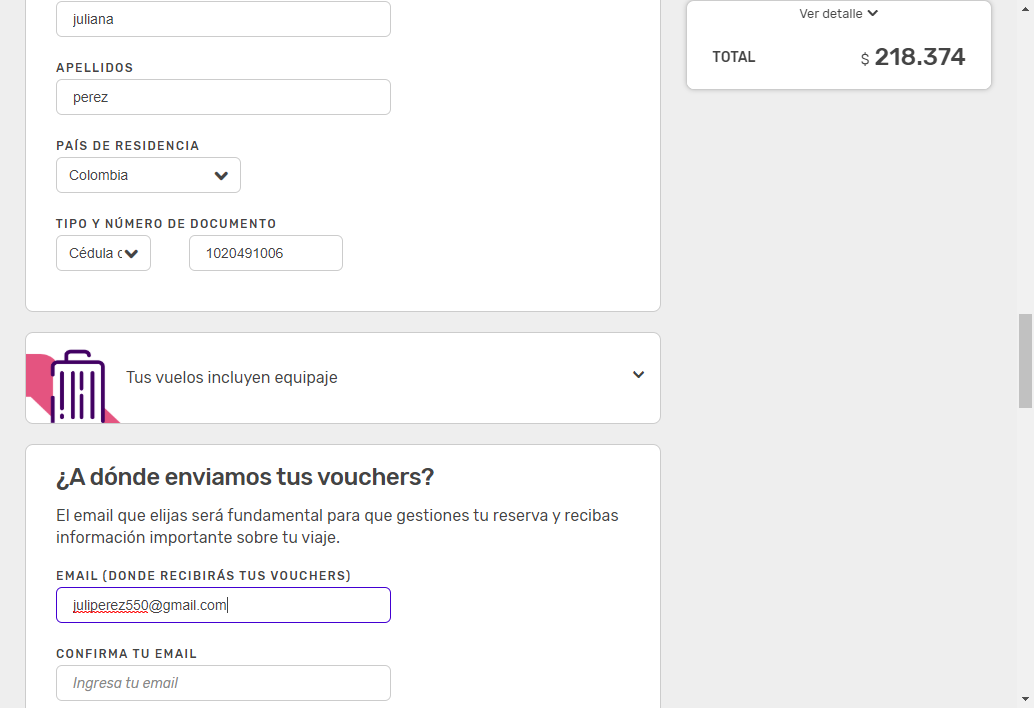 juliana
Ver detalle
TOTAL
$ 218.374
APELLIDOS
perez
PAÍS DE RESIDENCIA
Colombia
TIPO Y NÚMERO DE DOCUMENTO
Cédula c
1020491006
Tus vuelos incluyen equipaje
¿A dónde enviamos tus vouchers?
El email que elijas será fundamental para que gestiones tu reserva y recibas
información importante sobre tu viaje.
EMAIL (DONDE RECIBIRÁS TUS VOUCHERS)
juliperez550@gmail.com
CONFIRMA TU EMAIL
Ingresa tu email